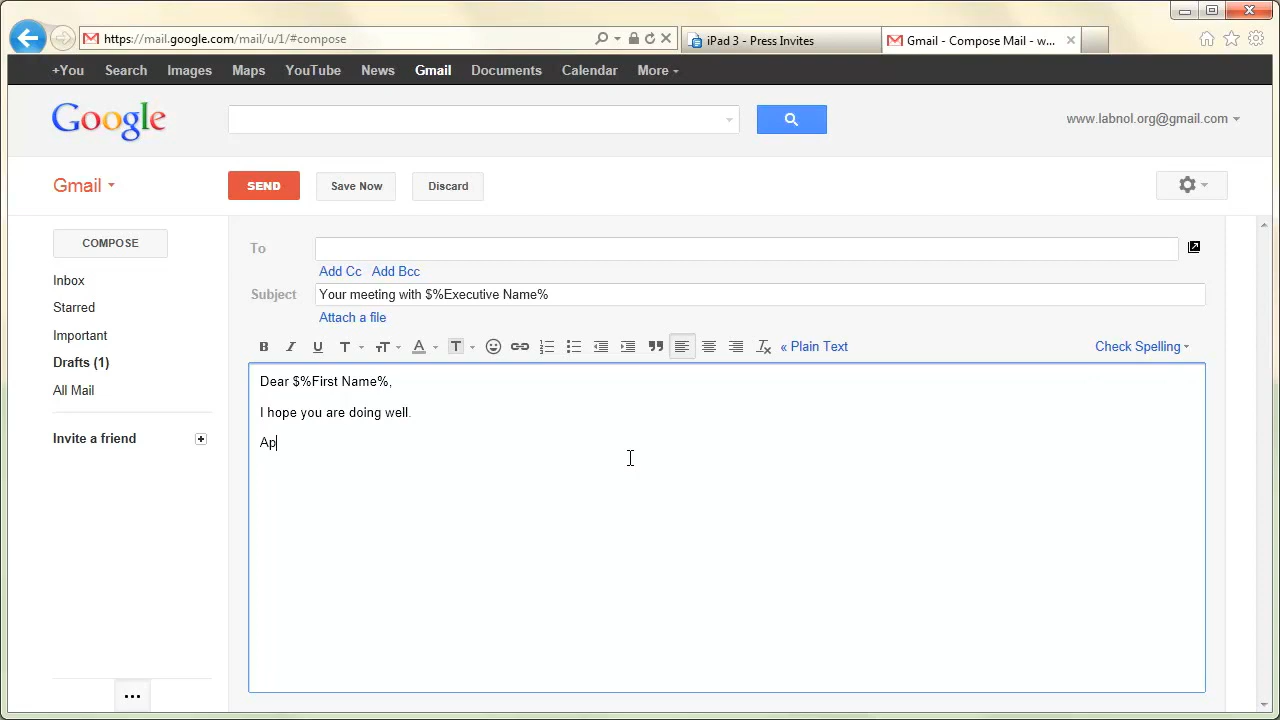 https://mail.google.com/mail/u/1/#compose
iPad 3 - Press Invites
Gmail - Compose Mail - w...
+You Search Images Maps YouTube News Gmail Documents Calendar More
Google
www.labnol.org@gmail.com
Gmail
SEND
Save Now
Discard
COMPOSE
Inbox
Starred
Important
Drafts (1)
All Mail
Invite a friend
To
Add Cc Add Bcc
Subject Your meeting with $%Executive Name%
Attach a file
B I U T TT A T « Plain Text Check Spelling
Dear $%First Name%,
I hope you are doing well.
Ap